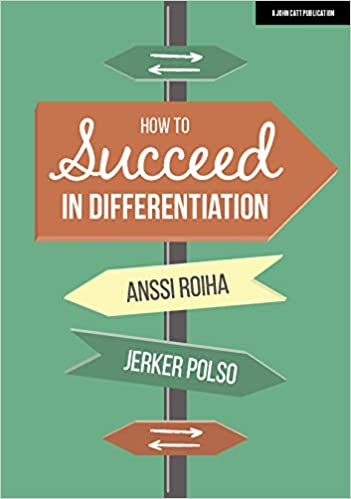 A JOHN CATT PUBLICATION
HOW TO
Succeed
IN DIFFERENTIATION
ANSSI ROIHA
JERKER POLSO